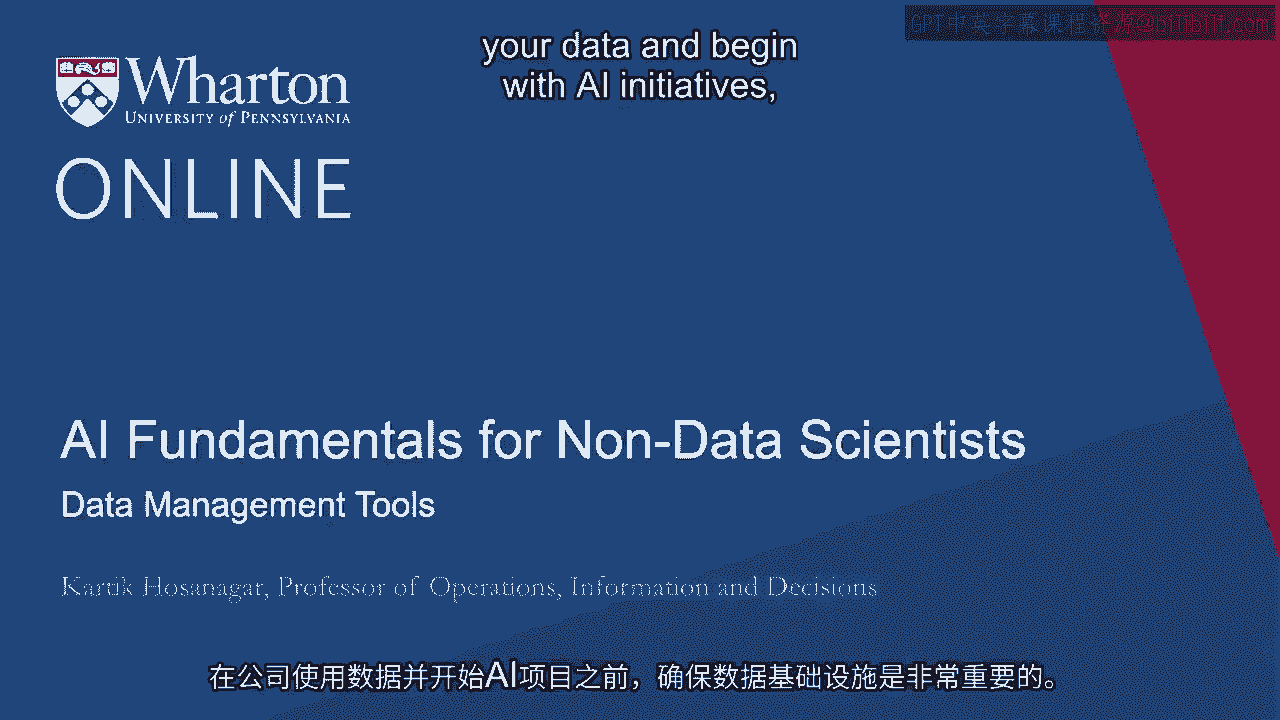 GPT中英字幕课程资源@bilibili.com
your data and begin
with AI initiatives,
Wharton
UNIVERSITY of PENNSYLVANIA
ONLINE
AI Fundamentals for Non-Data Scientists
Data Management Tools
Kartik Hosanagar, Professor of Operations, Information and Decisions
在公司使用数据并开始AI项目之前，确保数据基础设施是非常重要的。